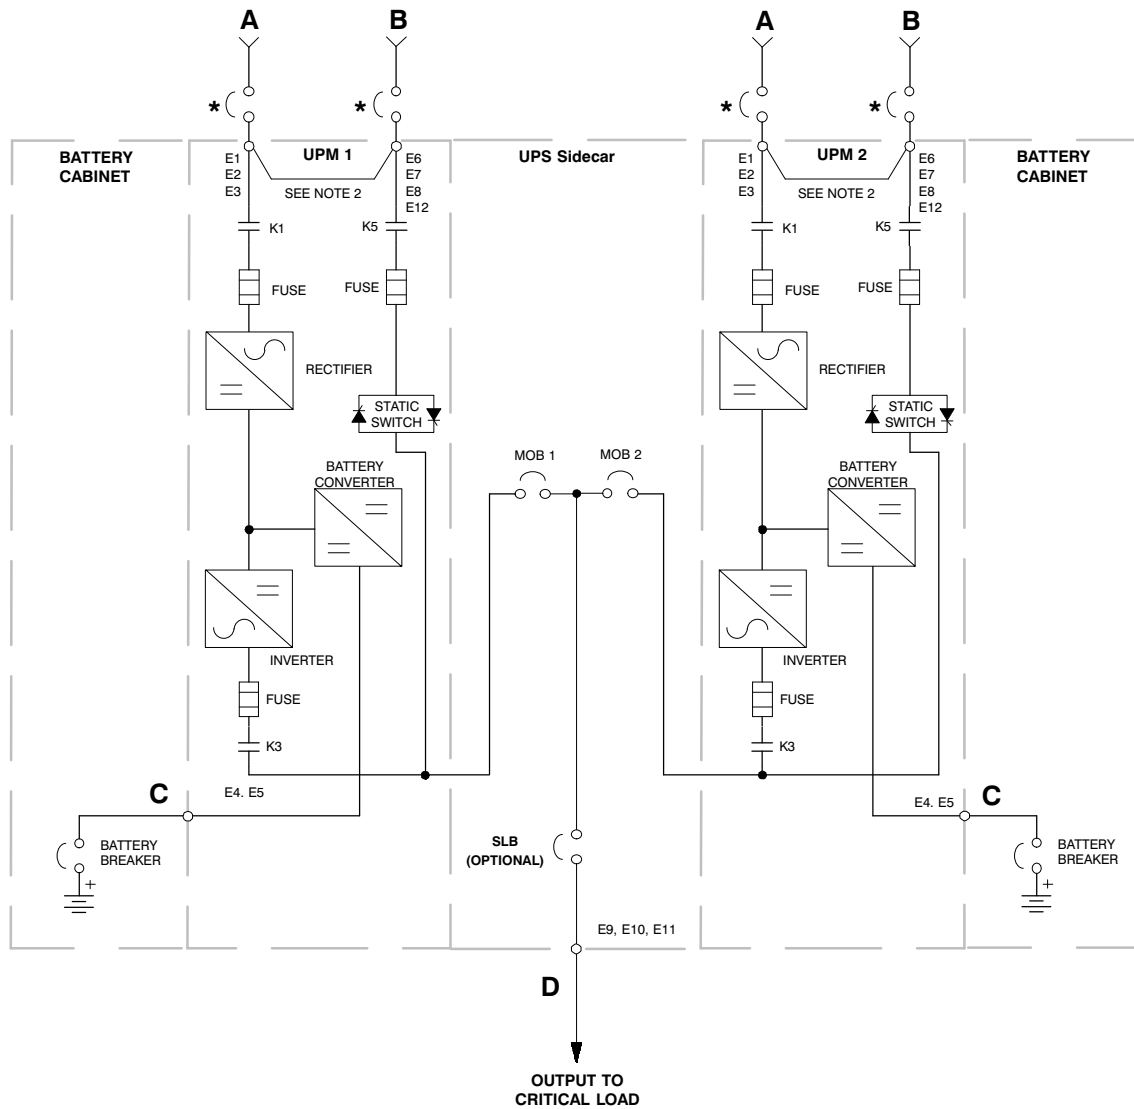 A
B
A
B
*
*
*
*
BATTERY
CABINET
UPM 1
UPS Sidecar
UPM 2
BATTERY
CABINET
E1
E2
E3
E6
E7
E8
E12
SEE NOTE 2
E1
E2
E3
E6
E7
E8
E12
SEE NOTE 2
K1
K5
K1
K5
FUSE
FUSE
FUSE
FUSE
RECTIFIER
RECTIFIER
STATIC
SWITCH
STATIC
SWITCH
MOB 1
MOB 2
BATTERY
CONVERTER
BATTERY
CONVERTER
INVERTER
INVERTER
FUSE
FUSE
K3
K3
C
E4. E5
E4. E5
C
BATTERY
BREAKER
+
SLB
(OPTIONAL)
BATTERY
BREAKER
+
E9, E10, E11
D
OUTPUT TO
CRITICAL LOAD